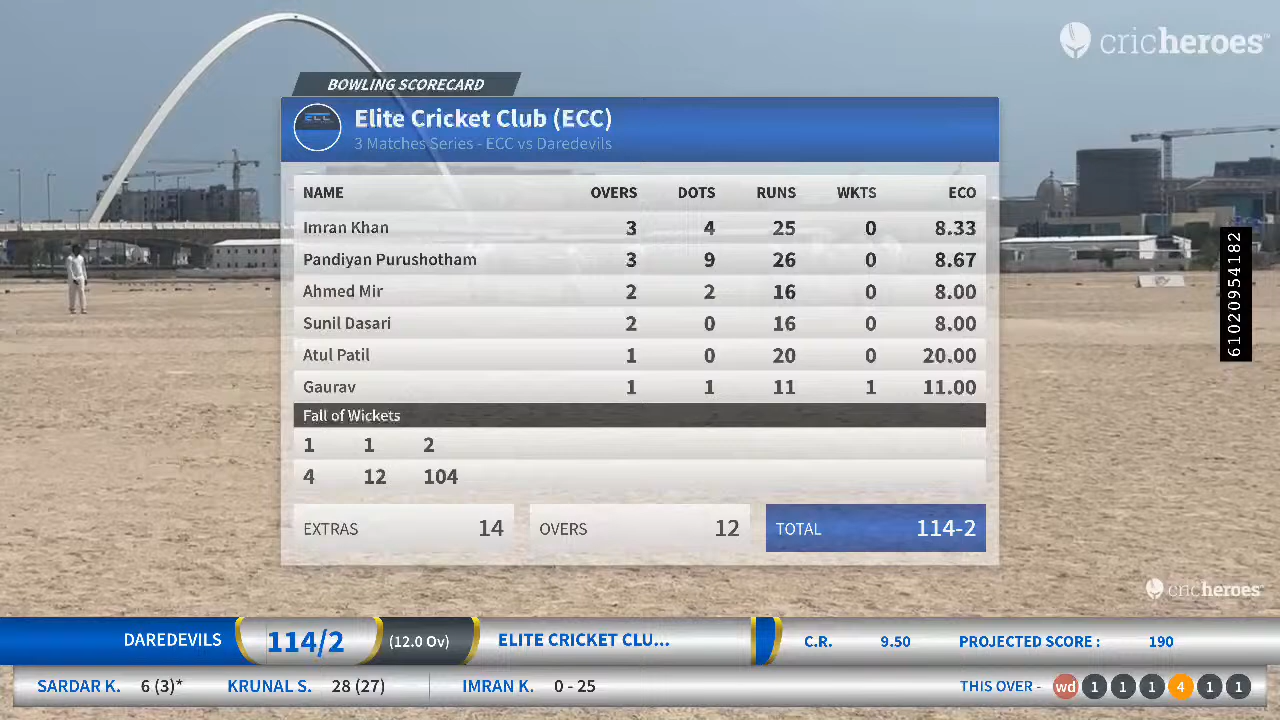 cricheroes™
BOWLING SCORECARD
ECC
Elite Cricket Club (ECC)
3 Matches Series - ECC vs Daredevils
NAME OVERS DOTS RUNS WKTS ECO
Imran Khan 3 4 25 0 8.33
Pandiyan Purushotham 3 9 26 0 8.67
Ahmed Mir 2 2 16 0 8.00
Sunil Dasari 2 0 16 0 8.00
Atul Patil 1 0 20 0 20.00
Gaurav 1 1 11 1 11.00
Fall of Wickets
1 1 2
4 12 104
EXTRAS 14 OVERS 12 TOTAL 114-2
61020954182
cricheroes
DAREDEVILS 114/2 (12.0 Ov) ELITE CRICKET CLU... C.R. 9.50 PROJECTED SCORE : 190
SARDAR K. 6 (3)* KRUNAL S. 28 (27) IMRAN K. 0 - 25 THIS OVER - wd 1 1 1 4 1 1